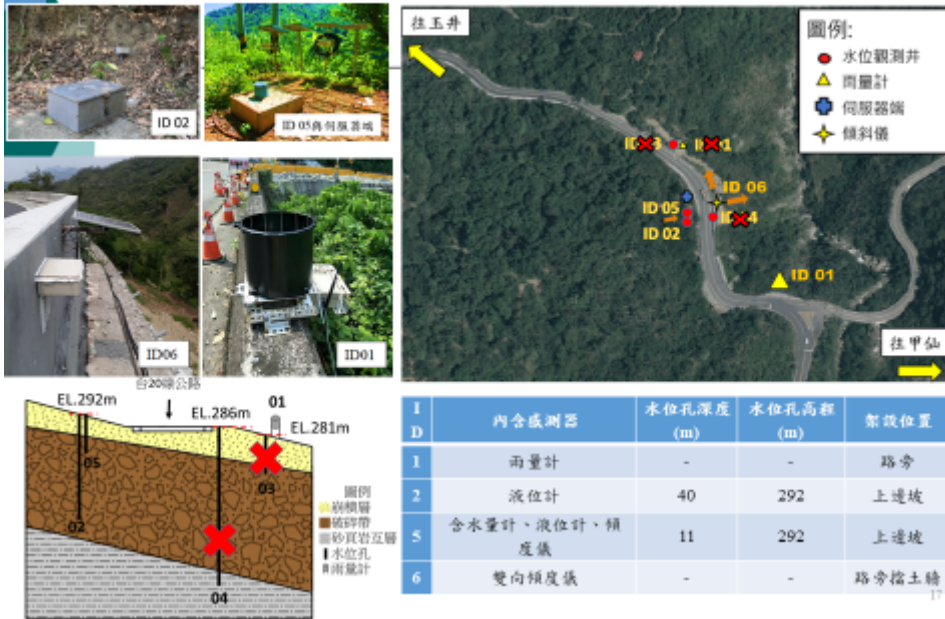 ID 02
ID 05與伺服器端
ID06
ID01
往玉井
圖例:
水位觀測井
雨量計
伺服器端
傾斜儀
ID 3
I 1
ID 06
ID 05
ID 02
4
ID 01
往甲仙
台20線公路
EL.292m
EL.286m
01
EL.281m
05
03
02
04
圖例
崩積層
破碎帶
砂頁岩互層
水位孔
雨量計
ID 內含感測器 水位孔深度(m) 水位孔高程(m) 架設位置
1 雨量計 - - 路旁
2 液位計 40 292 上邊坡
5 含水量計、液位計、傾度儀 11 292 上邊坡
6 雙向傾度儀 - - 路旁擋土牆
17